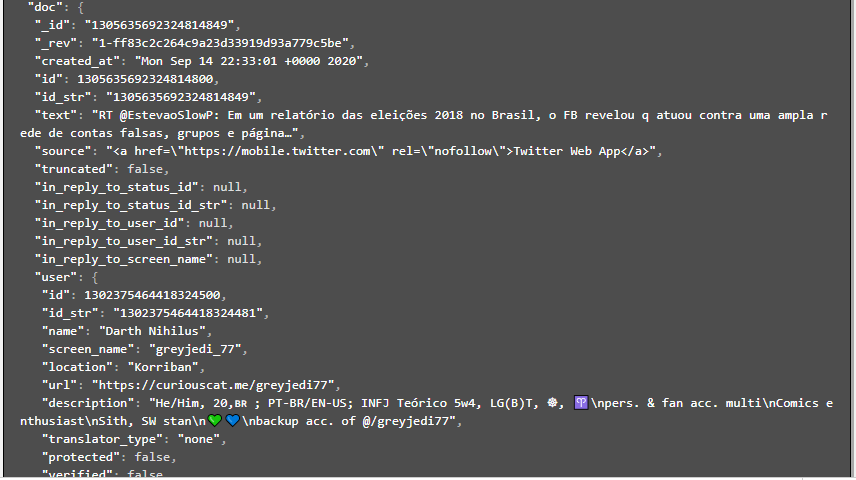 "doc": {
"_id": "1305635692324814849",
"_rev": "1-ff83c2c264c9a23d33919d93a779c5be",
"created_at": "Mon Sep 14 22:33:01 +0000 2020",
"id": 1305635692324814800,
"id_str": "1305635692324814849",
"text": "RT @EstevaoSlowP: Em um relatório das eleições 2018 no Brasil, o FB revelou q atuou contra uma ampla r
ede de contas falsas, grupos e página…",
"source": "<a href=\"https://mobile.twitter.com\" rel=\"nofollow\">Twitter Web App</a>",
"truncated": false,
"in_reply_to_status_id": null,
"in_reply_to_status_id_str": null,
"in_reply_to_user_id": null,
"in_reply_to_user_id_str": null,
"in_reply_to_screen_name": null,
"user": {
"id": 1302375464418324500,
"id_str": "1302375464418324481",
"name": "Darth Nihilus",
"screen_name": "greyjedi_77",
"location": "Korriban",
"url": "https://curiouscat.me/greyjedi77",
"description": "He/Him, 20,ʙʀ ; PT-BR/EN-US; INFJ Teórico 5w4, LG(B)T, ☸, ♈\npers. & fan acc. multi\nComics e
nthusiast\nSith, SW stan\n💚💙\nbackup acc. of @/greyjedi77",
"translator_type": "none",
"protected": false,
"verified": false,